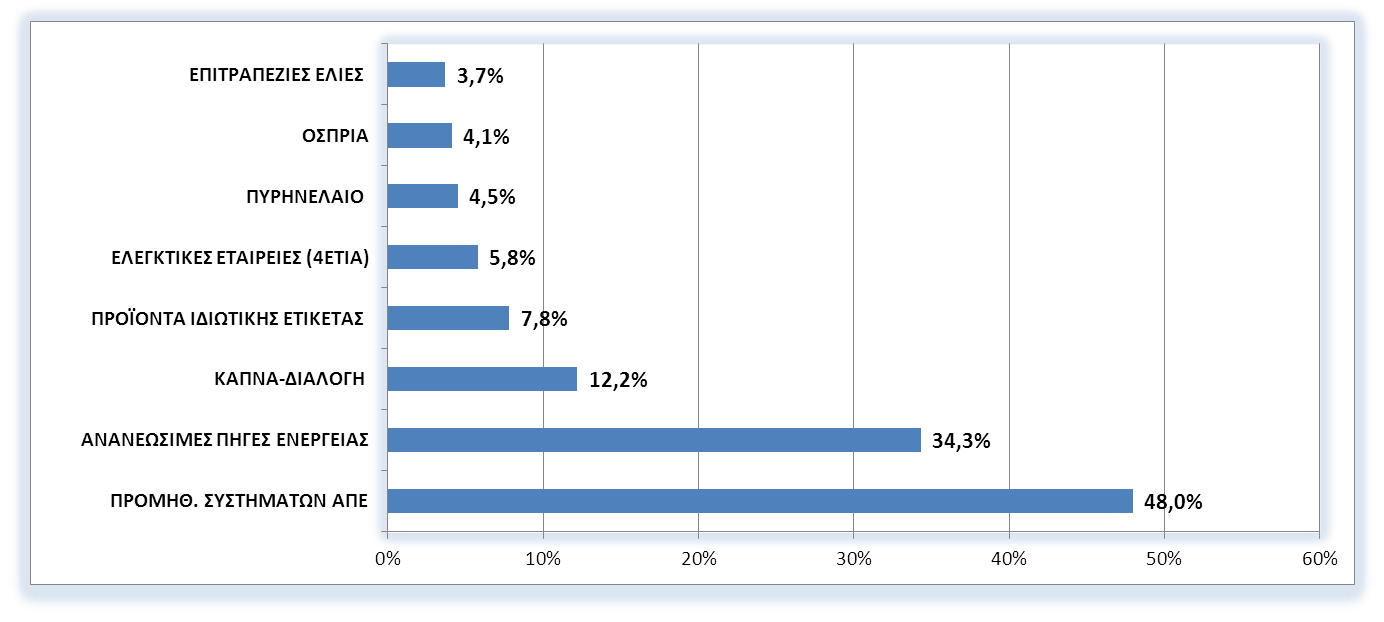 ΕΠΙΤΡΑΠΕΖΙΕΣ ΕΛΙΕΣ 3,7%
ΟΣΠΡΙΑ 4,1%
ΠΥΡΗΝΕΛΑΙΟ 4,5%
ΕΛΕΓΚΤΙΚΕΣ ΕΤΑΙΡΕΙΕΣ (4ΕΤΙΑ) 5,8%
ΠΡΟΪΟΝΤΑ ΙΔΙΩΤΙΚΗΣ ΕΤΙΚΕΤΑΣ 7,8%
ΚΑΠΝΑ-ΔΙΑΛΟΓΗ 12,2%
ΑΝΑΝΕΩΣΙΜΕΣ ΠΗΓΕΣ ΕΝΕΡΓΕΙΑΣ 34,3%
ΠΡΟΜΗΘ. ΣΥΣΤΗΜΑΤΩΝ ΑΠΕ 48,0%
0% 10% 20% 30% 40% 50% 60%